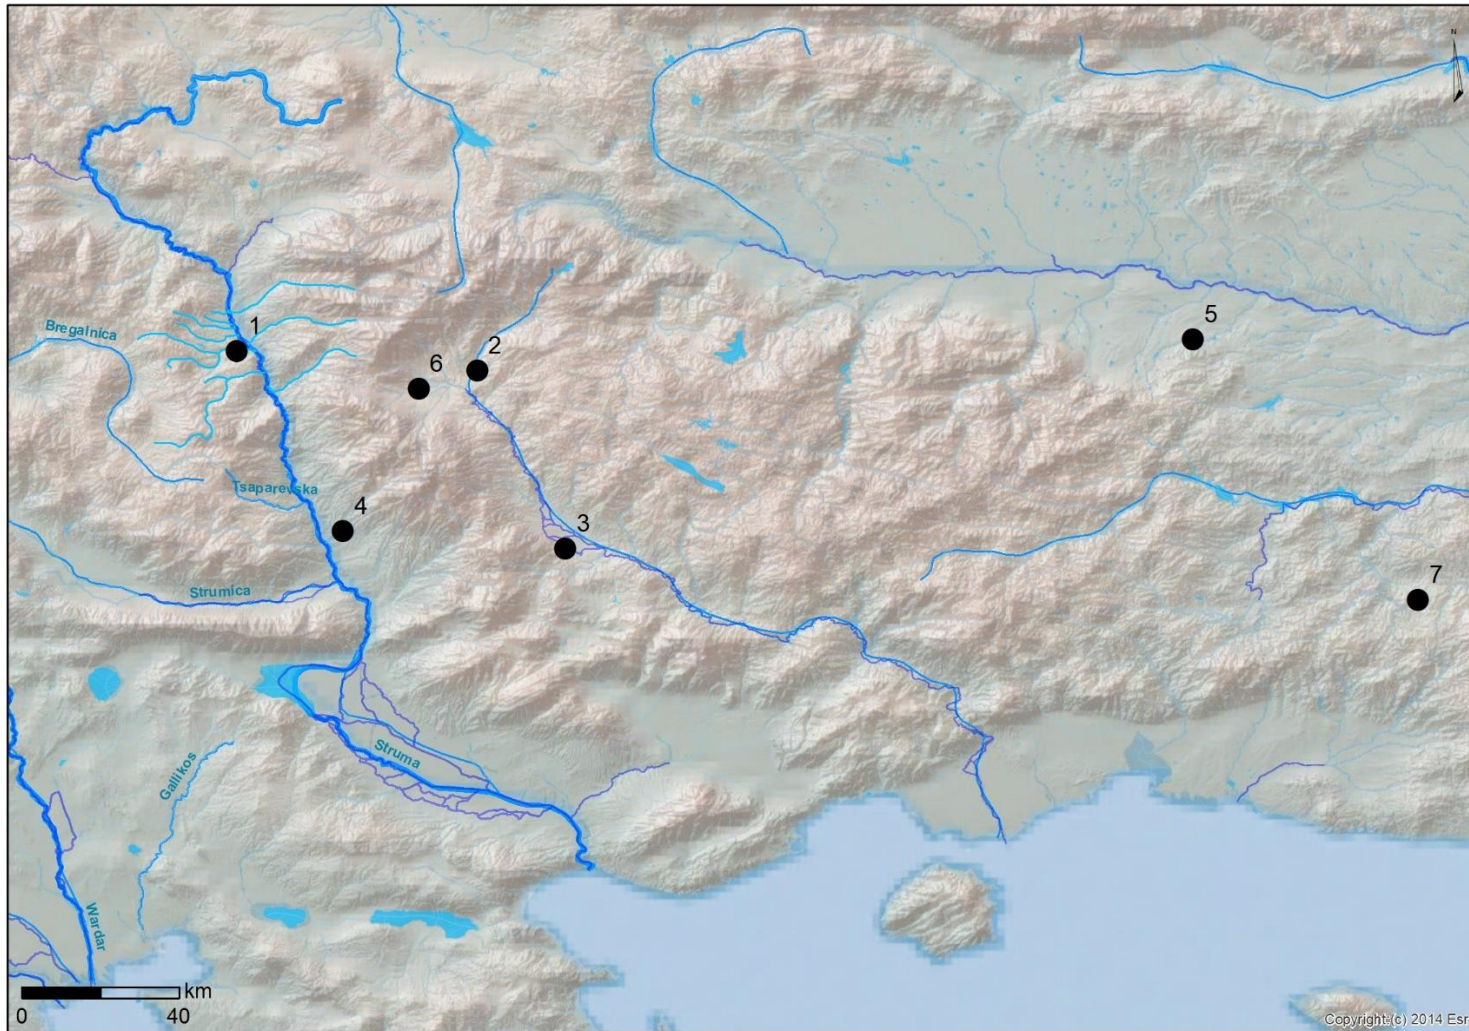 N
Bregalnica
1
2
6
5
Tsaparevska
4
3
Strumica
7
Struma
Gallikos
Wardar
km
0 40
Copyright:(c) 2014 Esr